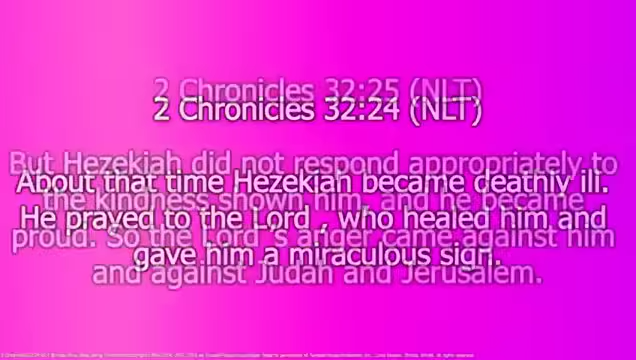 2 Chronicles 32:25 (NLT)
2 Chronicles 32:24 (NLT)
But Hezekiah did not respond appropriately to
About that time Hezekiah became deathly ill.
the kindness shown him, and he became
He prayed to the Lord , who healed him and
proud. So the Lord 's anger came against him
gave him a miraculous sign.
and against Judah and Jerusalem.